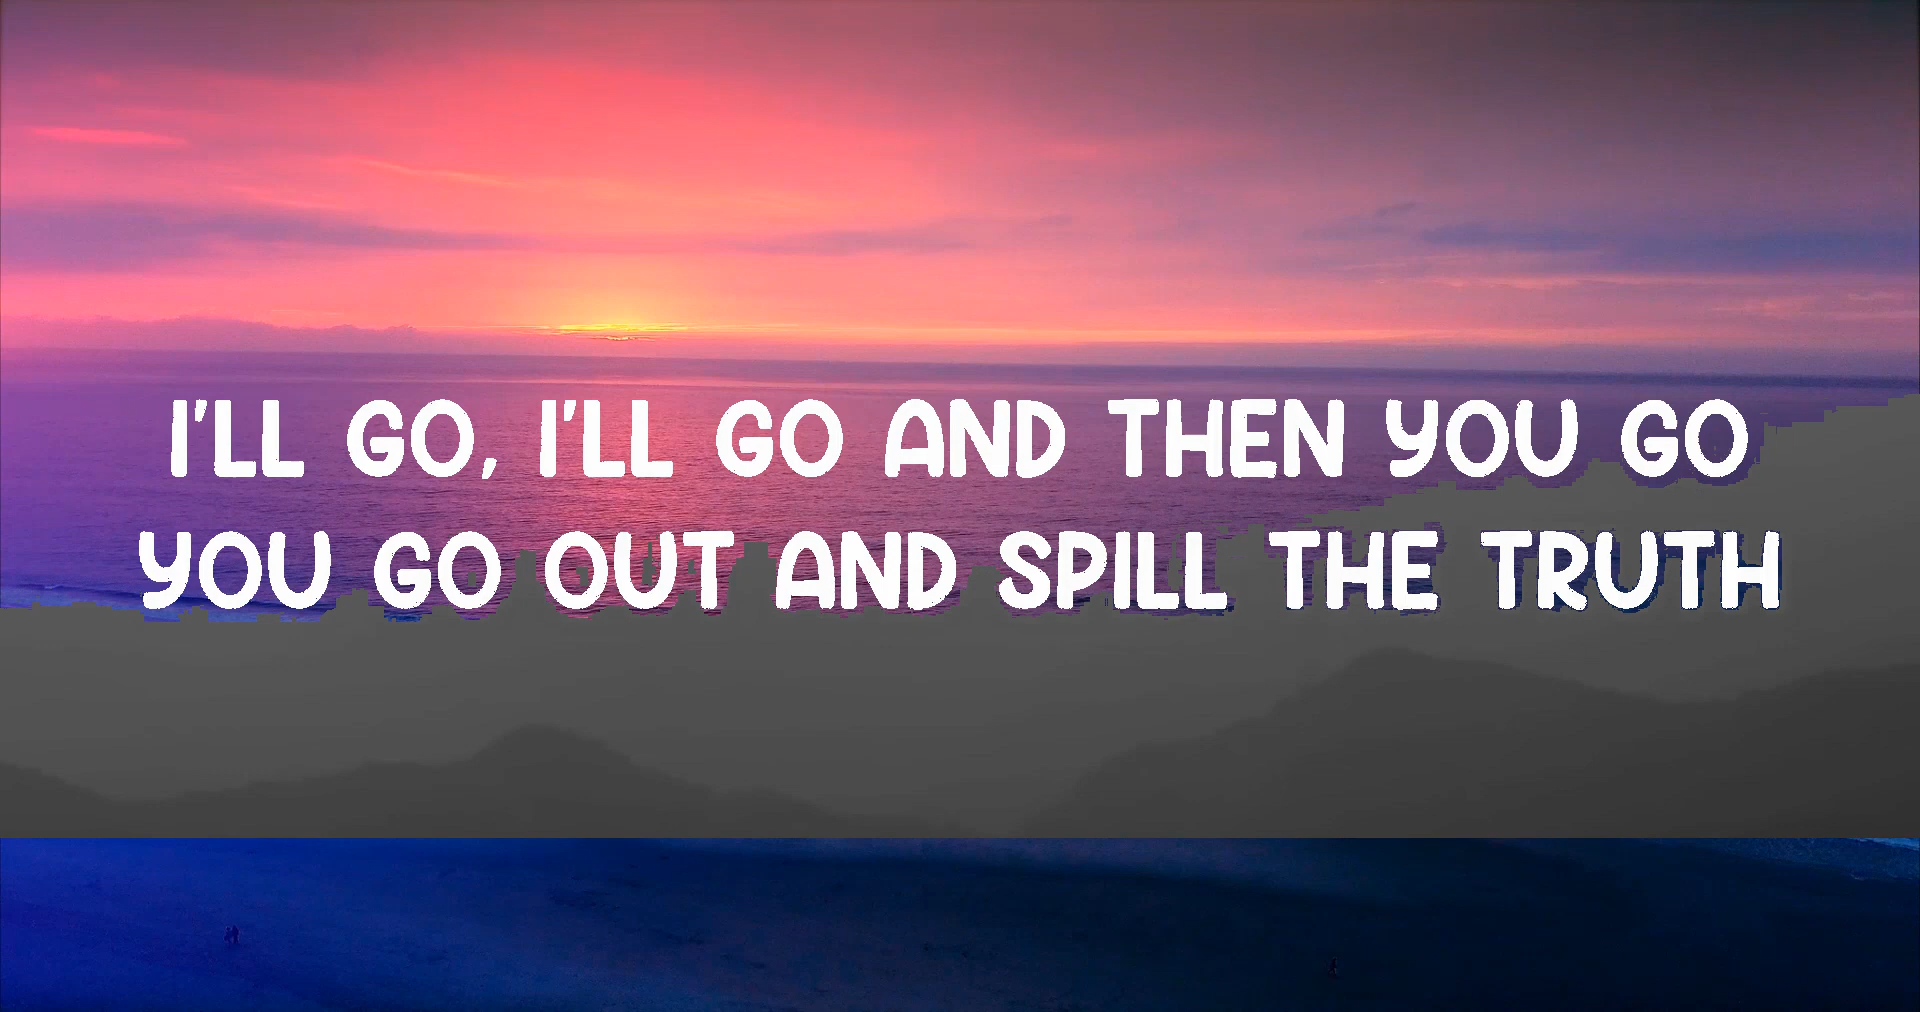 I'LL GO, I'LL GO AND THEN YOU GO
YOU GO OUT AND SPILL THE TRUTH